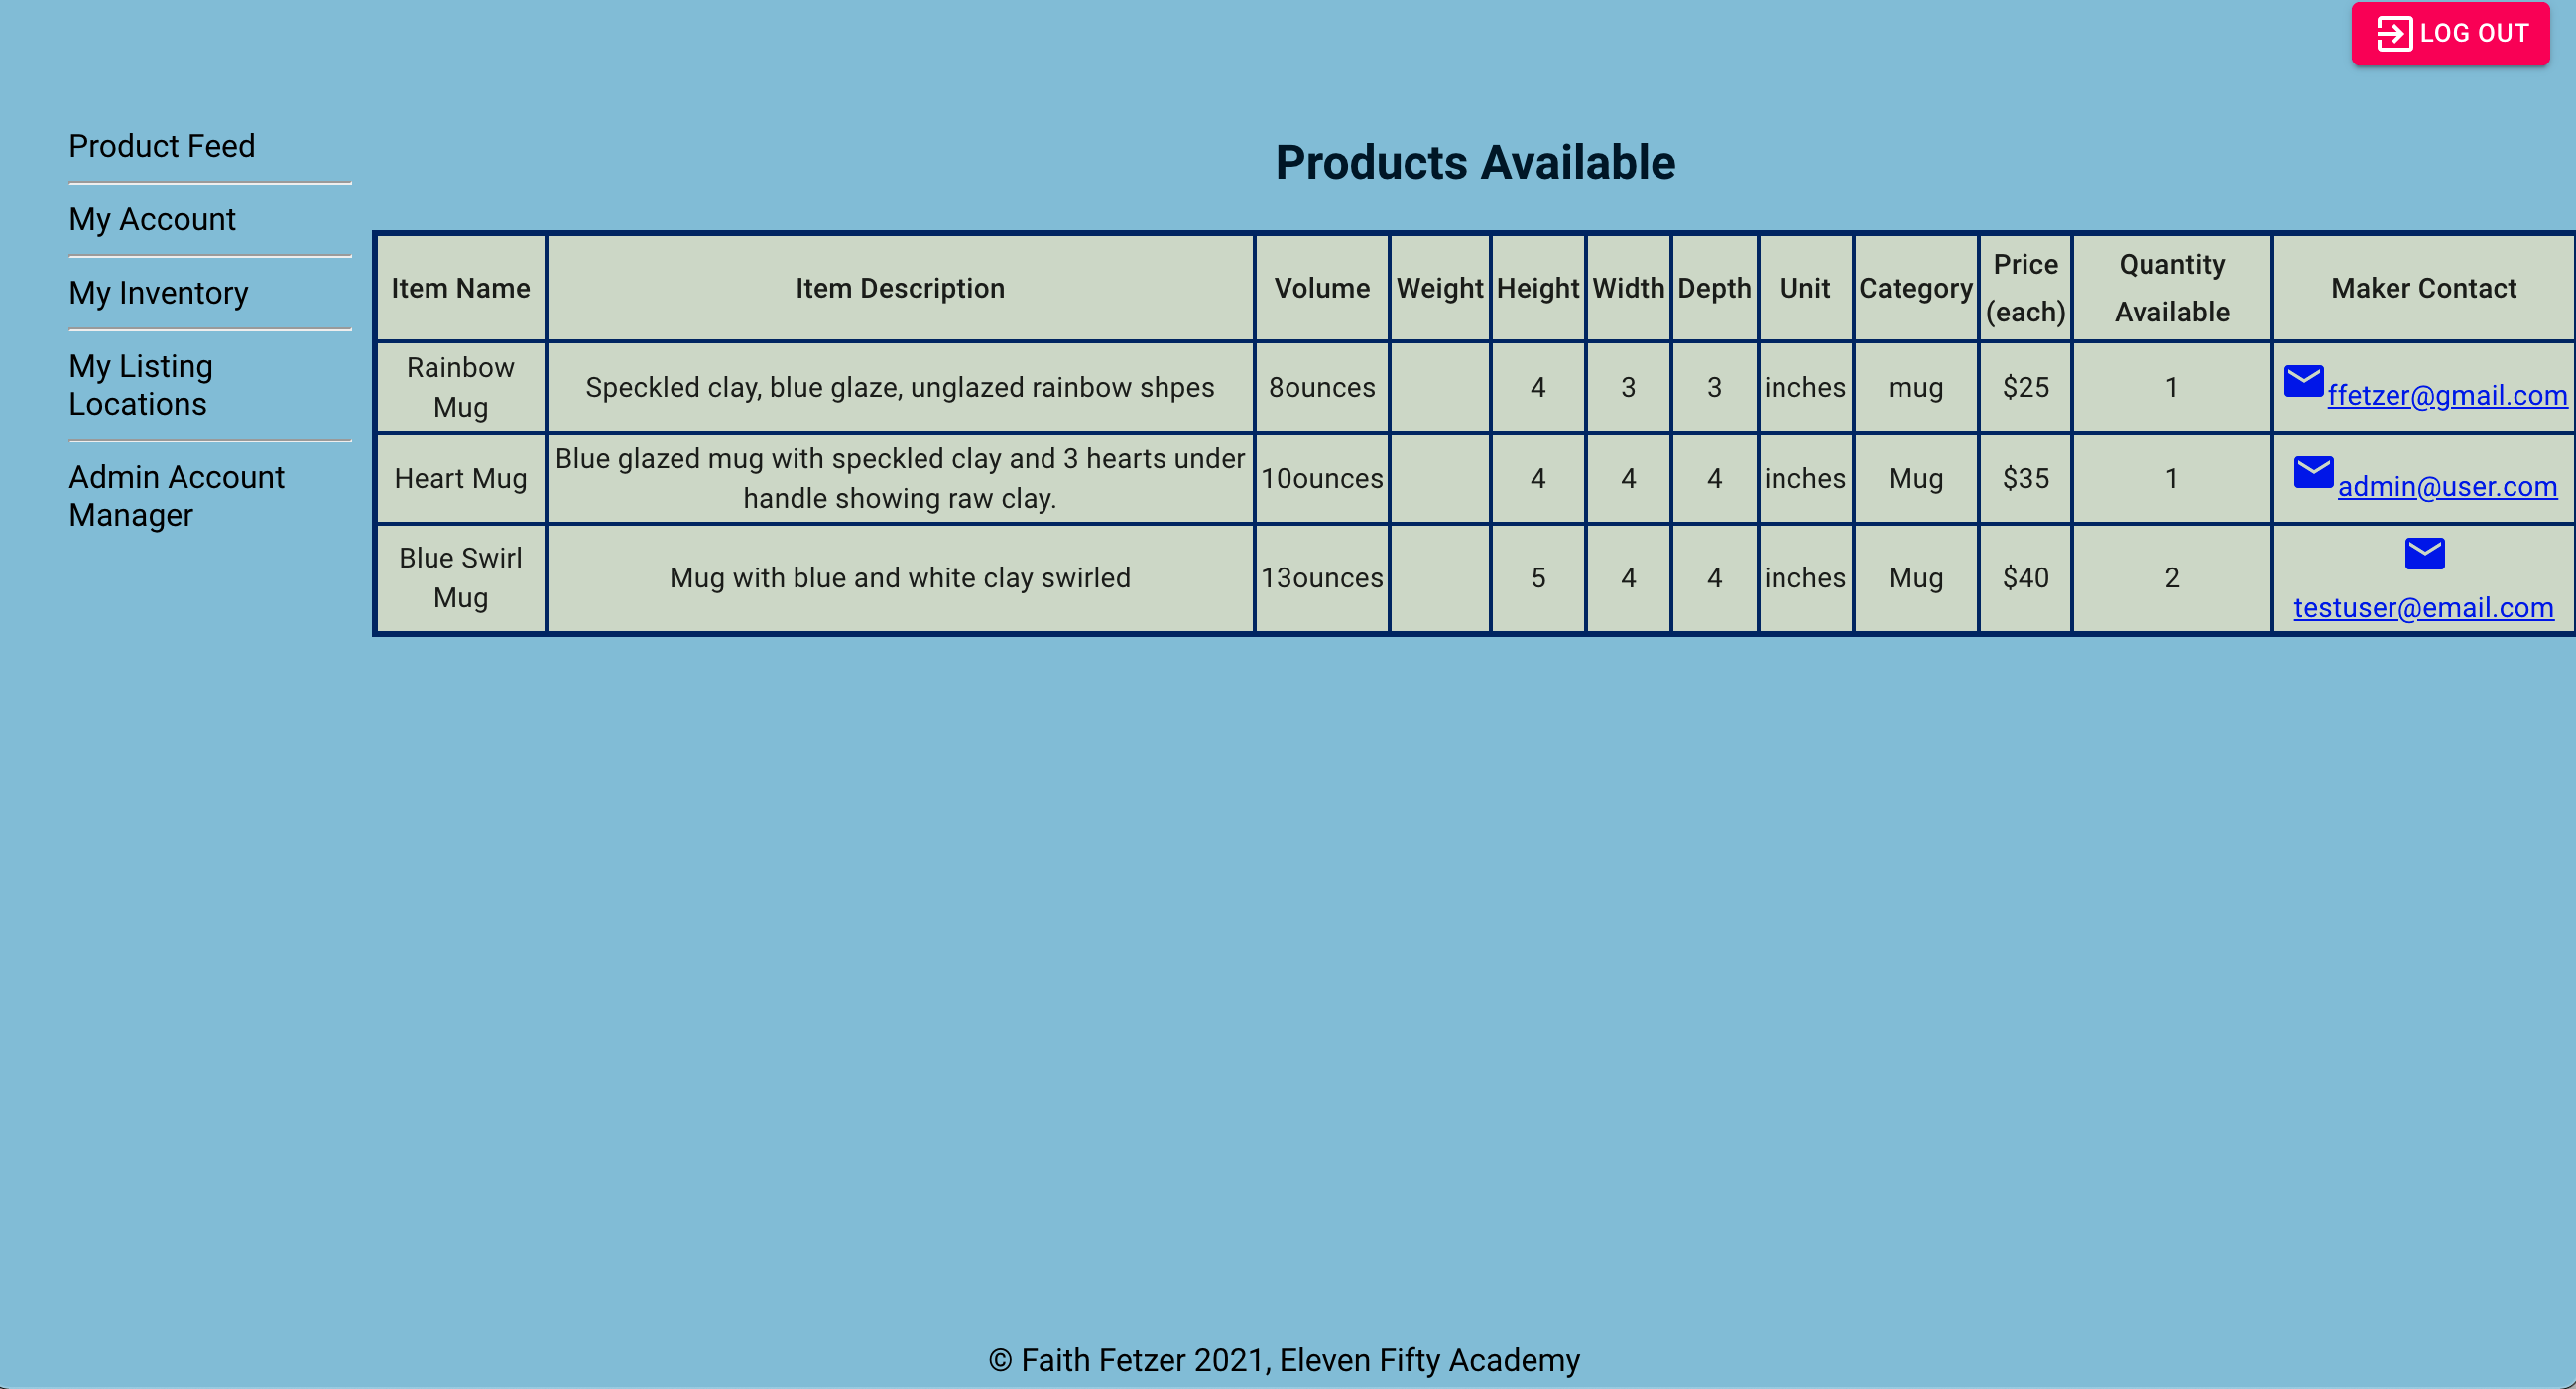 LOG OUT
Product Feed
My Account
My Inventory
My Listing
Locations
Admin Account
Manager
Products Available
Item Name Item Description Volume Weight Height Width Depth Unit Category Price (each) Quantity Available Maker Contact
Rainbow Mug Speckled clay, blue glaze, unglazed rainbow shpes 8ounces 4 3 3 inches mug $25 1 ffetzer@gmail.com
Heart Mug Blue glazed mug with speckled clay and 3 hearts under handle showing raw clay. 10ounces 4 4 4 inches Mug $35 1 admin@user.com
Blue Swirl Mug Mug with blue and white clay swirled 13ounces 5 4 4 inches Mug $40 2 testuser@email.com
© Faith Fetzer 2021, Eleven Fifty Academy